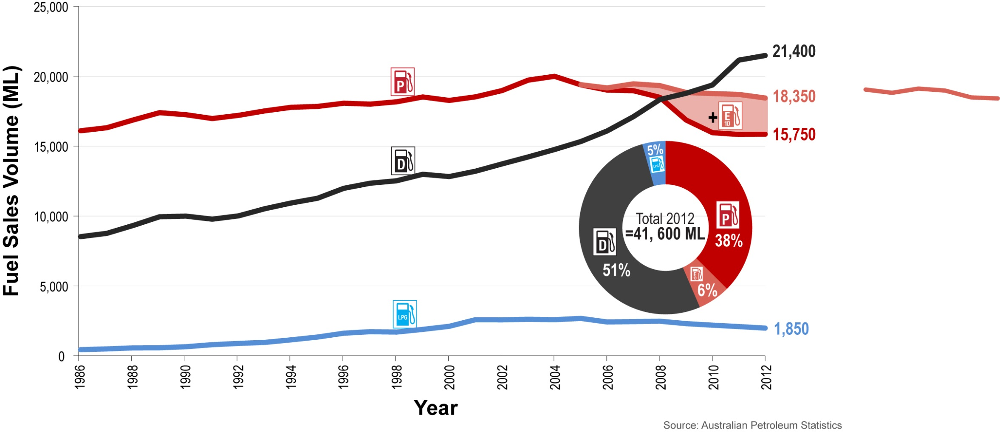 Fuel Sales Volume (ML)
25,000
20,000
15,000
10,000
5,000
0
P
D
LPG
21,400
18,350
+ E
10
15,750
1,850
5%
LPG
Total 2012
=41, 600 ML
P
38%
D
51%
E
10
6%
1986
1988
1990
1992
1994
1996
1998
2000
2002
2004
2006
2008
2010
2012
Year
Source: Australian Petroleum Statistics